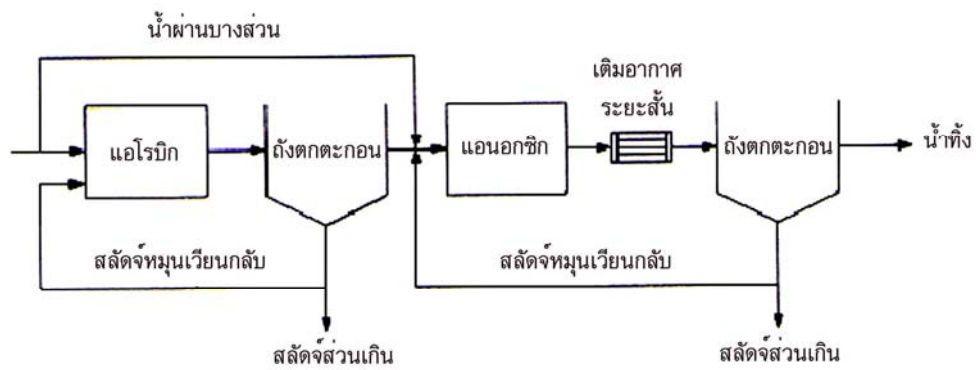 น้ำผ่านบางส่วน
เติมอากาศ
ระยะสั้น
แอโรบิก
ถังตกตะกอน
แอนอกซิก
ถังตกตะกอน
น้ำทิ้ง
สลัดจ์หมุนเวียนกลับ
สลัดจ์หมุนเวียนกลับ
สลัดจ์ส่วนเกิน
สลัดจ์ส่วนเกิน